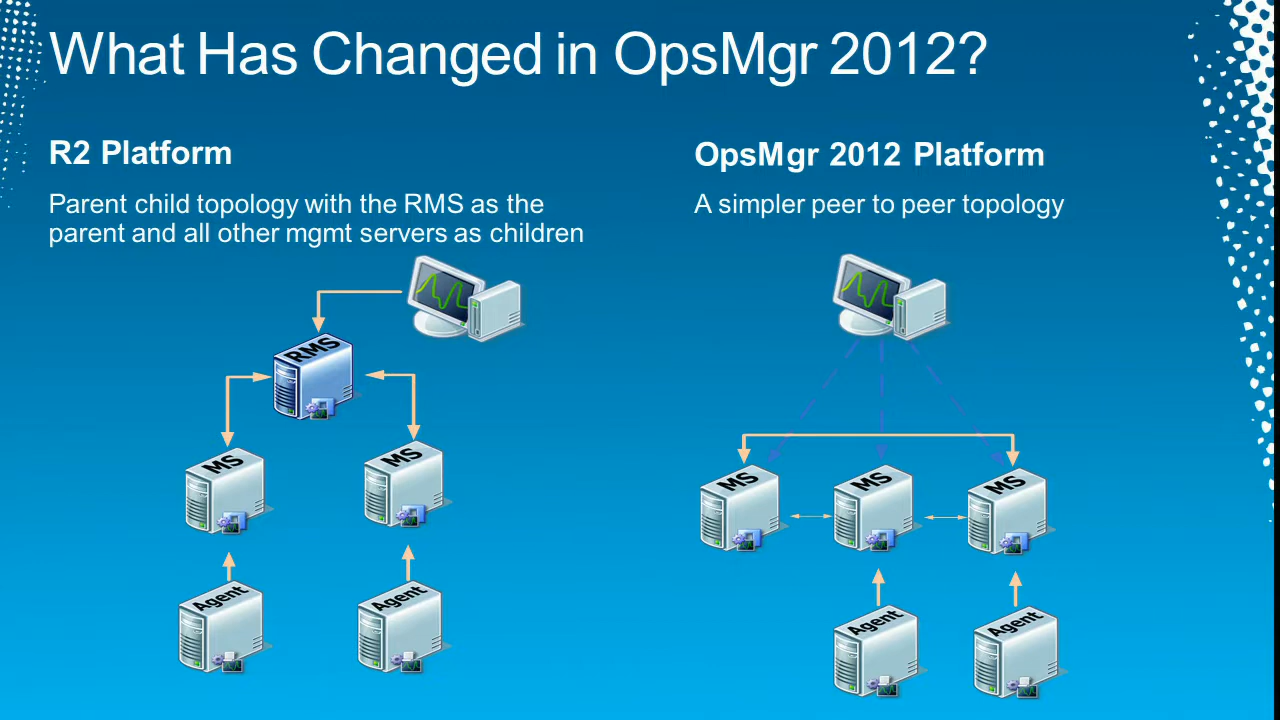 What Has Changed in OpsMgr 2012?
R2 Platform
Parent child topology with the RMS as the
parent and all other mgmt servers as children
RMS
MS
MS
Agent
Agent
OpsMgr 2012 Platform
A simpler peer to peer topology
MS
MS
MS
Agent
Agent